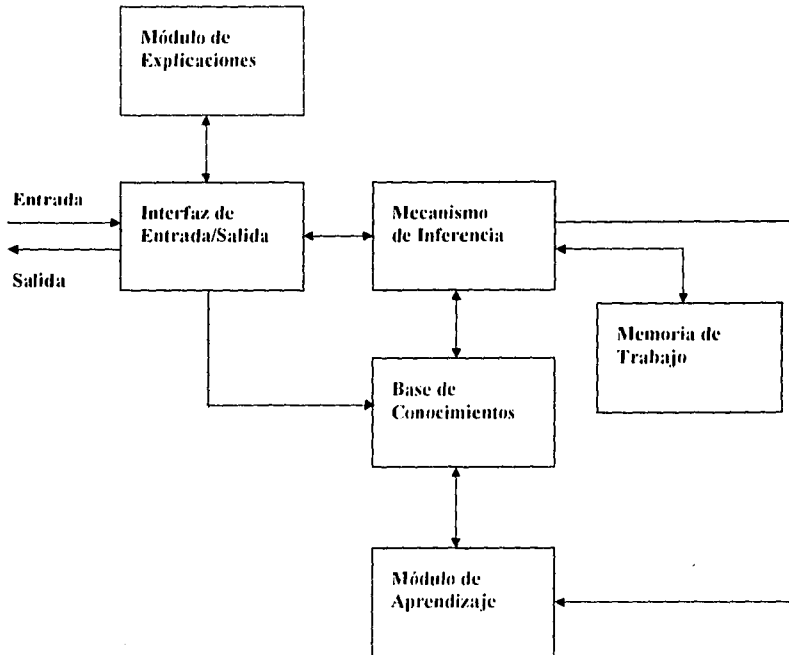 Módulo de
Explicaciones
Entrada
Salida
Interfaz de
Entrada/Salida
Mecanismo
de Inferencia
Memoria de
Trabajo
Base de
Conocimientos
Módulo de
Aprendizaje